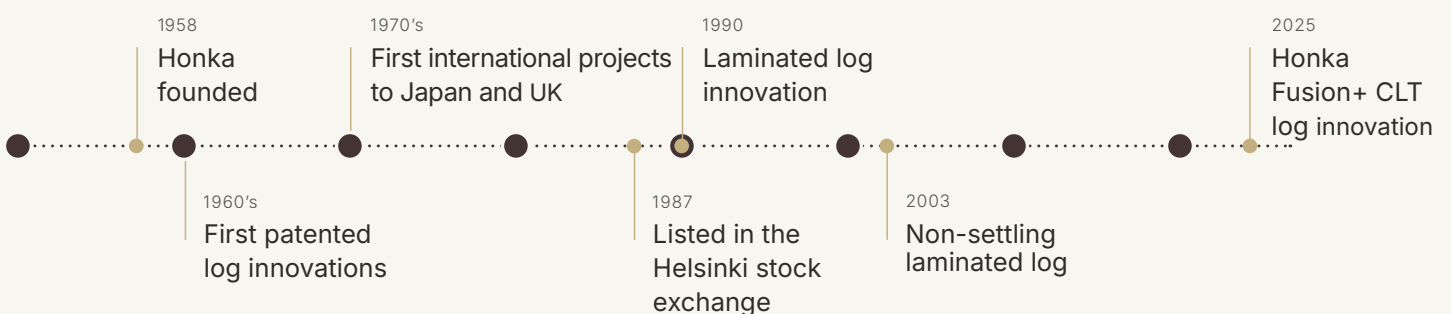 1958
Honka
founded
1970's
First international projects
to Japan and UK
1990
Laminated log
innovation
2025
Honka
Fusion+ CLT
log innovation
1960's
First patented
log innovations
1987
Listed in the
Helsinki stock
exchange
2003
Non-settling
laminated log